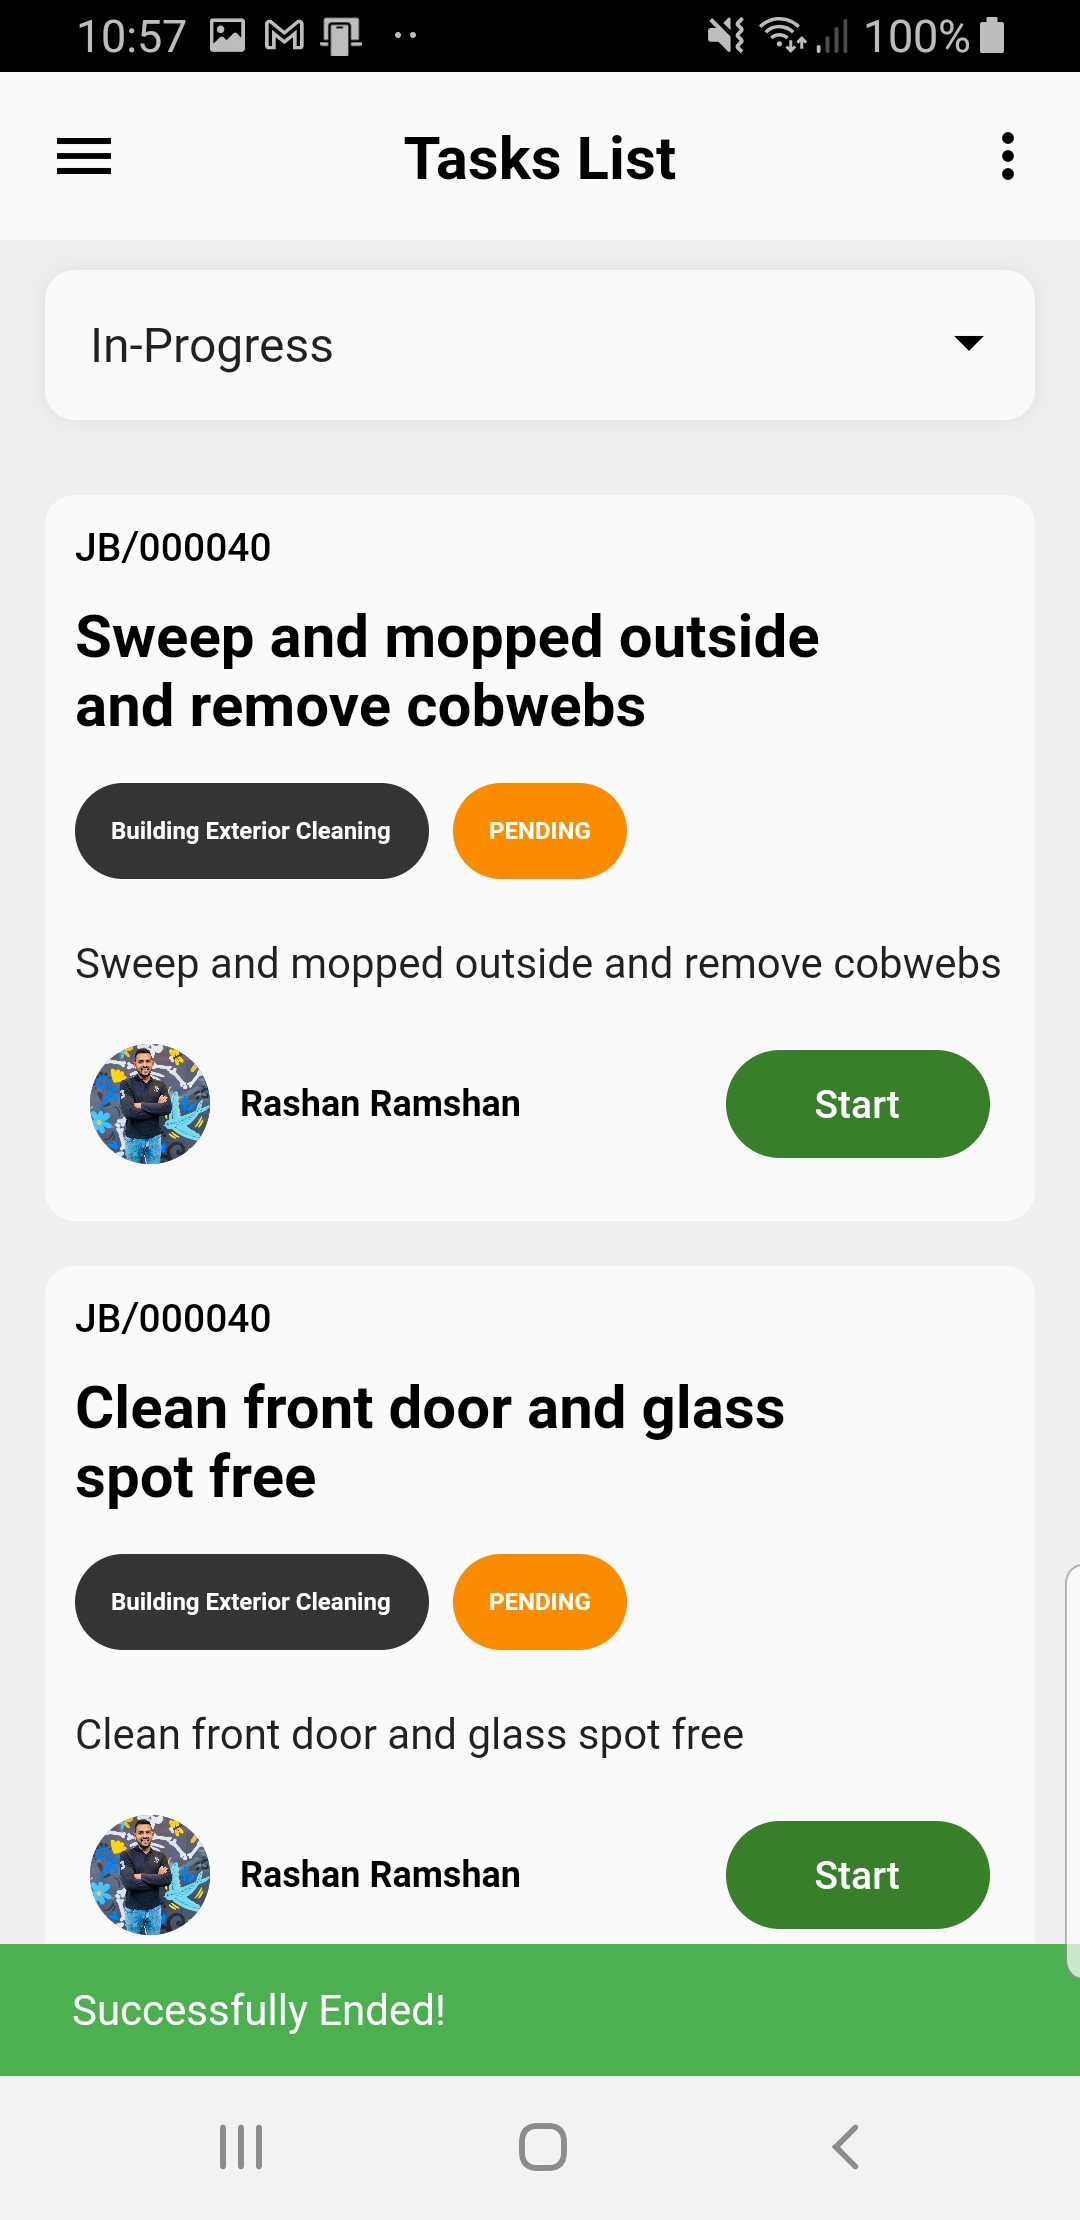 10:57
100%
Tasks List
In-Progress
JB/000040
Sweep and mopped outside
and remove cobwebs
Building Exterior Cleaning
PENDING
Sweep and mopped outside and remove cobwebs
Rashan Ramshan
Start
JB/000040
Clean front door and glass
spot free
Building Exterior Cleaning
PENDING
Clean front door and glass spot free
Rashan Ramshan
Start
Successfully Ended!